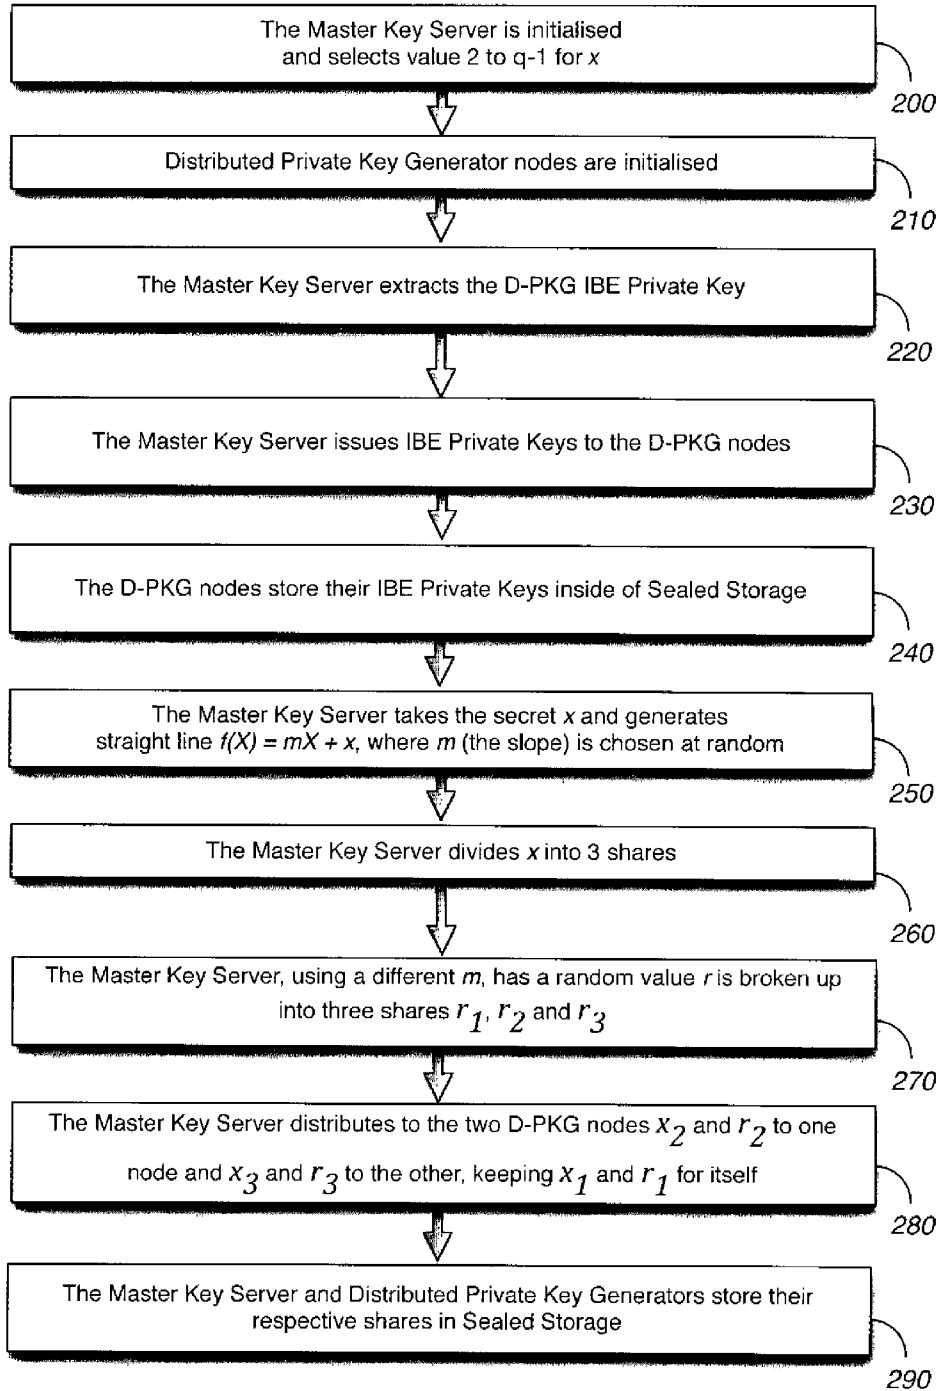 The Master Key Server is initialised
and selects value 2 to q-1 for x
200
Distributed Private Key Generator nodes are initialised
210
The Master Key Server extracts the D-PKG IBE Private Key
220
The Master Key Server issues IBE Private Keys to the D-PKG nodes
230
The D-PKG nodes store their IBE Private Keys inside of Sealed Storage
240
The Master Key Server takes the secret x and generates
straight line f(X) = mX + x, where m (the slope) is chosen at random
250
The Master Key Server divides x into 3 shares
260
The Master Key Server, using a different m, has a random value r is broken up
into three shares r1, r2 and r3
270
The Master Key Server distributes to the two D-PKG nodes x2 and r2 to one
node and x3 and r3 to the other, keeping x1 and r1 for itself
280
The Master Key Server and Distributed Private Key Generators store their
respective shares in Sealed Storage
290